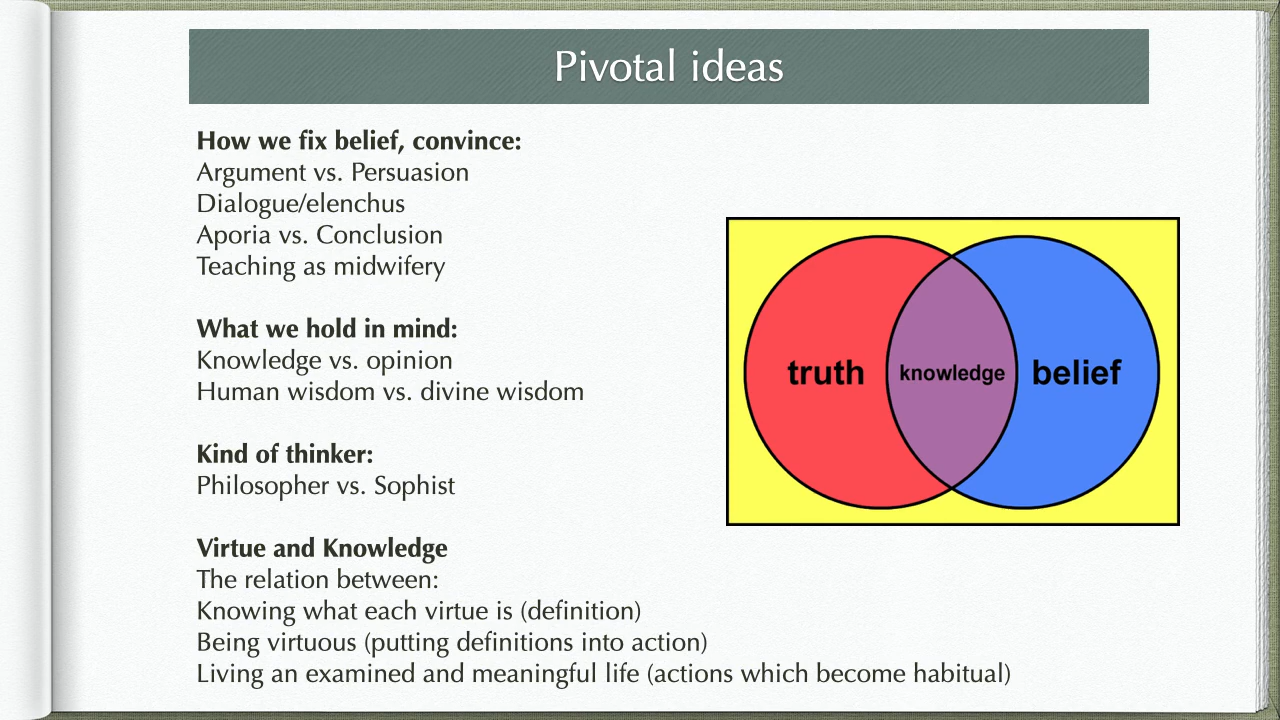 Pivotal ideas
How we fix belief, convince:
Argument vs. Persuasion
Dialogue/elenchus
Aporia vs. Conclusion
Teaching as midwifery
What we hold in mind:
Knowledge vs. opinion
Human wisdom vs. divine wisdom
Kind of thinker:
Philosopher vs. Sophist
Virtue and Knowledge
The relation between:
Knowing what each virtue is (definition)
Being virtuous (putting definitions into action)
Living an examined and meaningful life (actions which become habitual)
truth
knowledge
belief